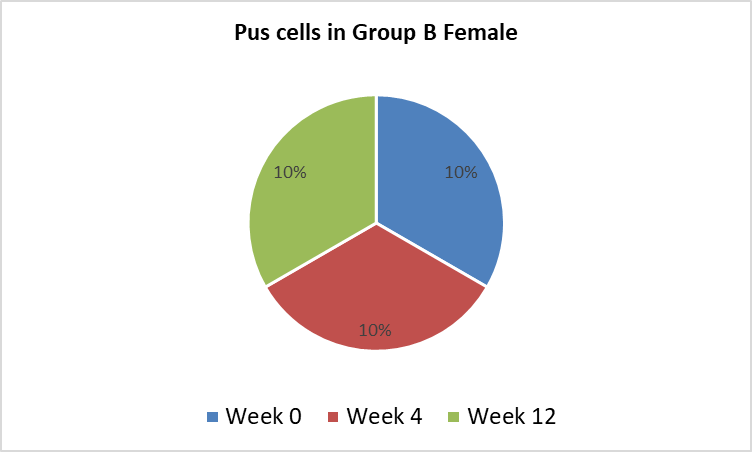 Pus cells in Group B Female
10%
10%
10%
Week 0
Week 4
Week 12